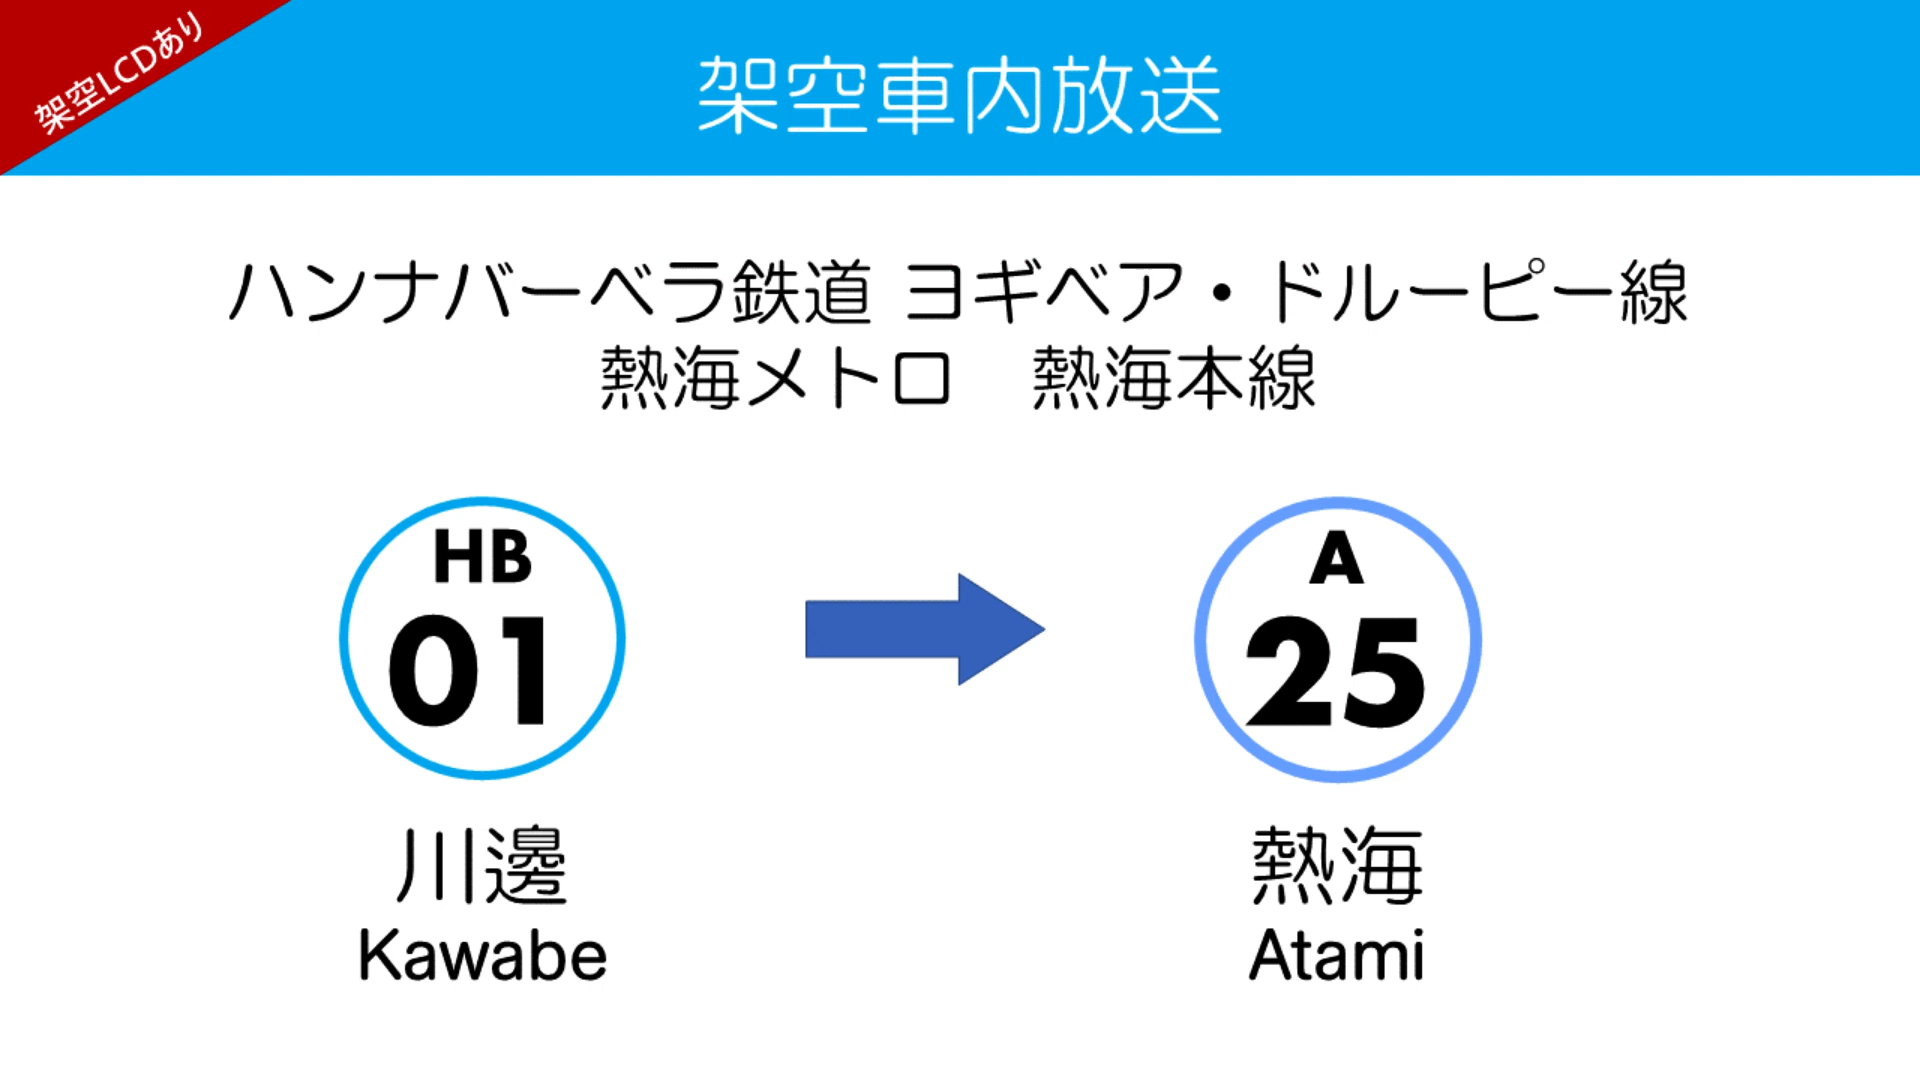 架空LCDあり
架空車内放送
ハンナバーベラ鉄道 ヨギベア・ドルーピー線
熱海メトロ　熱海本線
HB
01
川邊
Kawabe
A
25
熱海
Atami